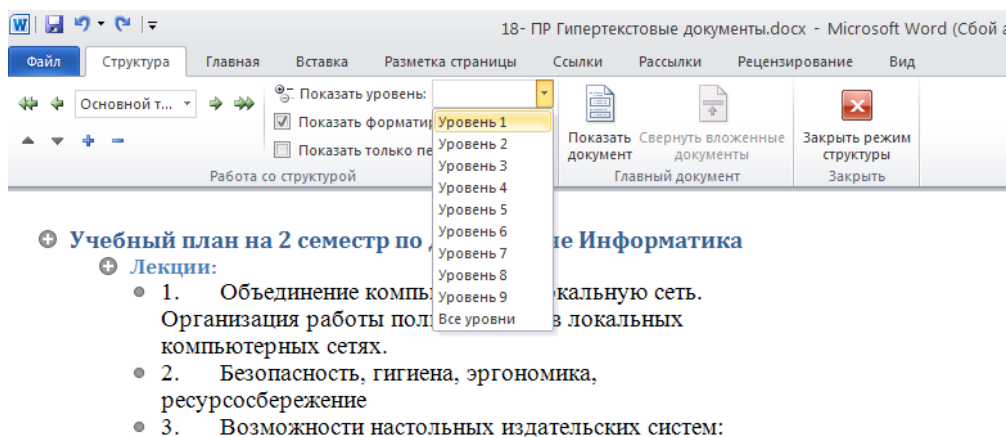 18- ПР Гипертекстовые документы.docx - Microsoft Word (Сбой а
Файл Структура Главная Вставка Разметка страницы Ссылки Рассылки Рецензирование Вид
Основной т... Показать уровень:
Показать форматир
Показать только пе
Уровень 1
Уровень 2
Уровень 3
Уровень 4
Уровень 5
Уровень 6
Уровень 7
Уровень 8
Уровень 9
Все уровни
Показать документ
Свернуть вложенные документы
Закрыть режим структуры
Работа со структурой Главный документ Закрыть
Учебный план на 2 семестр по е Информатика
Лекции:
1. Объединение компь кальную сеть.
Организация работы пол в локальных
компьютерных сетях.
2. Безопасность, гигиена, эргономика,
ресурсосбережение
3. Возможности настольных издательских систем: